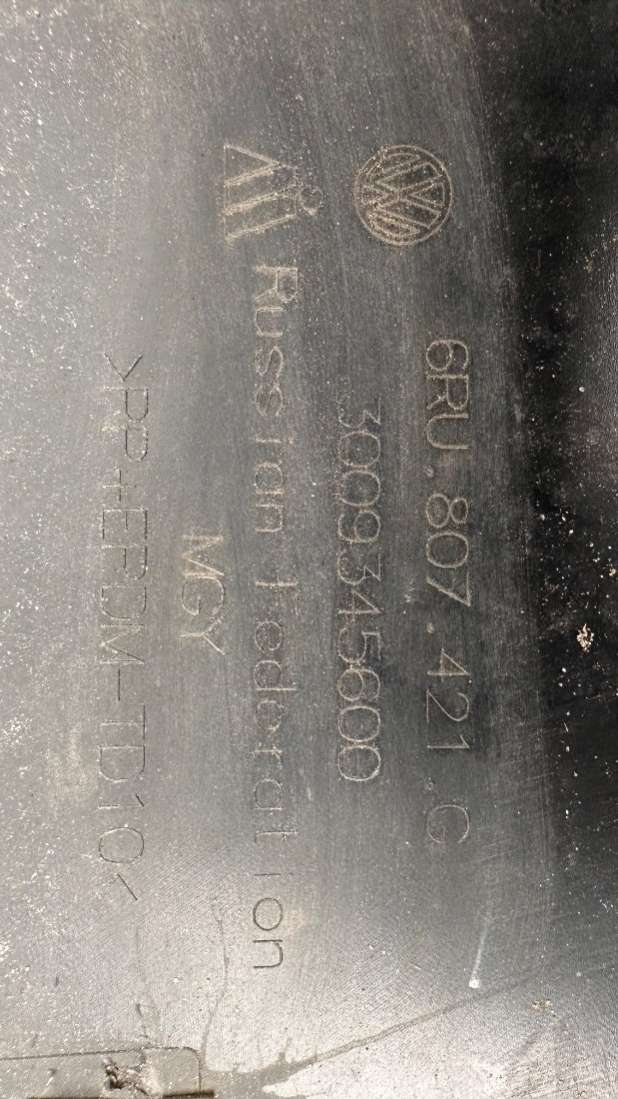 6RU.807.421.G
3009345600
Russian Federation
MGY
>PP+EPDM-TD10<